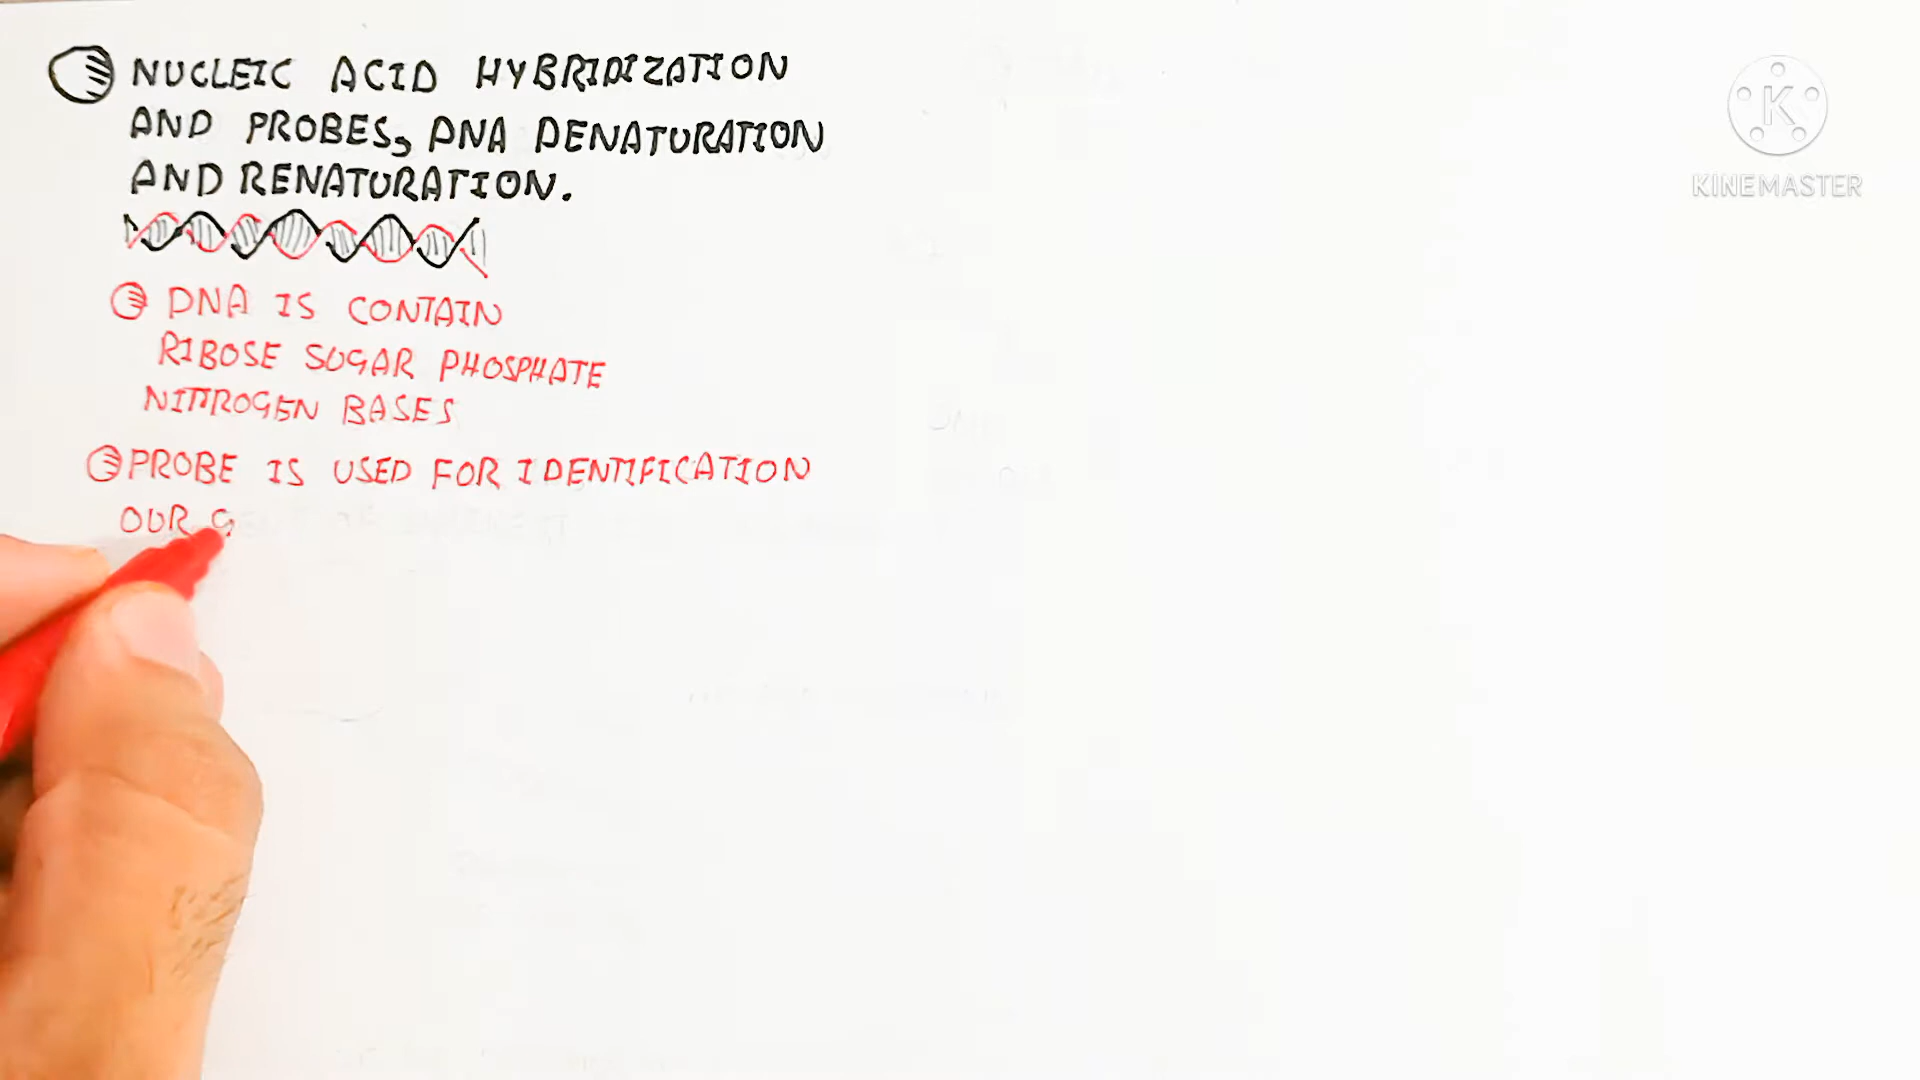 NUCLEIC ACID HYBRIDIZATION
AND PROBES, DNA DENATURATION
AND RENATURATION.
DNA IS CONTAIN
RIBOSE SUGAR PHOSPHATE
NITROGEN BASES
PROBE IS USED FOR IDENTIFICATION
OUR G
K
KINEMASTER